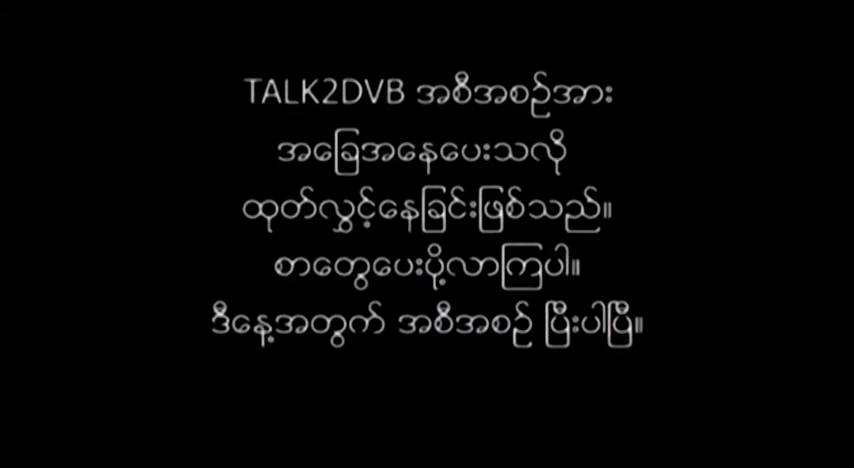 TALK2DVB အစီအစဉ်အား
အခြေအနေပေးသလို
ထုတ်လွှင့်နေခြင်းဖြစ်သည်။
စာတွေပေးပို့လာကြပါ။
ဒီနေ့အတွက် အစီအစဉ် ပြီးပါပြီ။